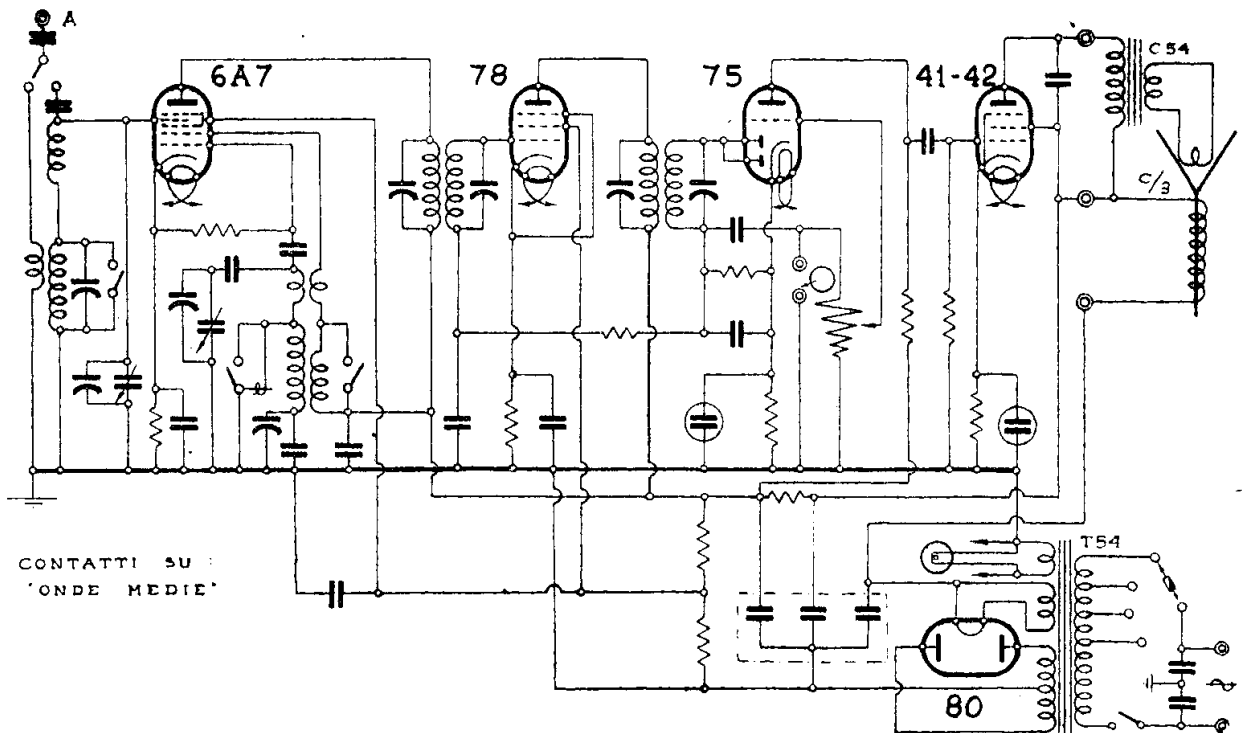 A
6A7
78
75
41-42
C54
C/3
CONTATTI SU :
"ONDE MEDIE"
T54
80